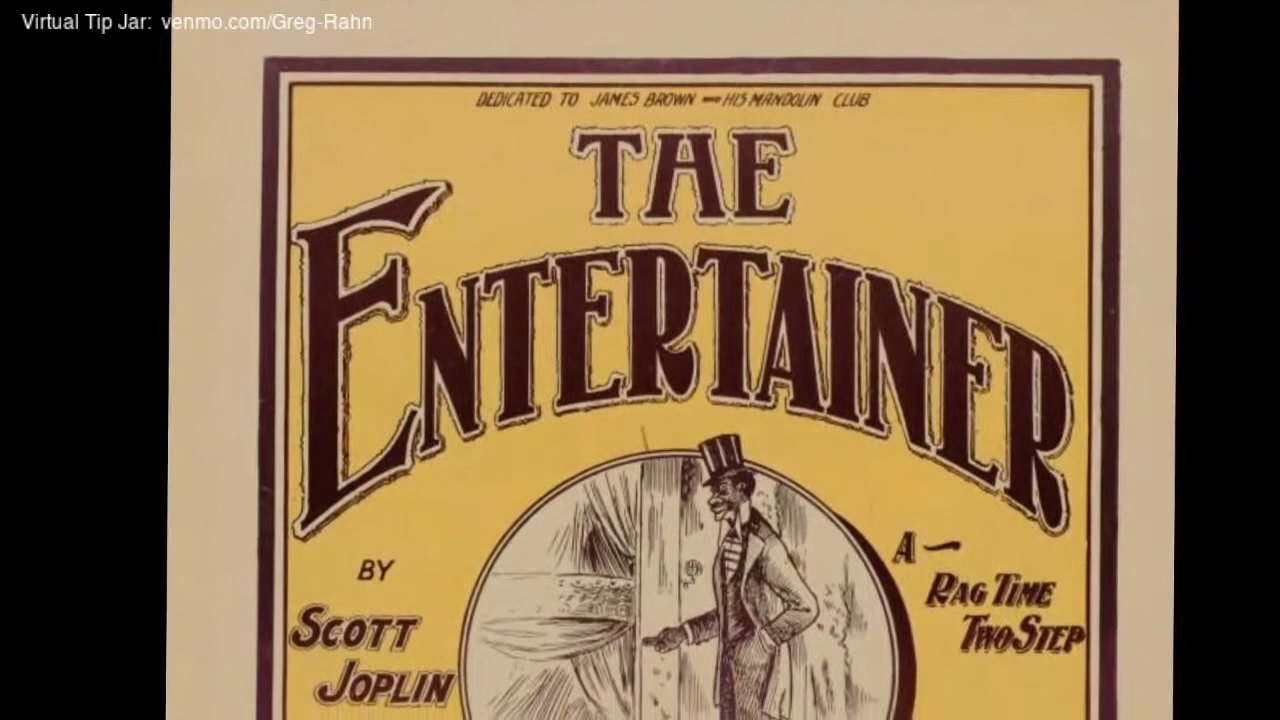 Virtual Tip Jar: venmo.com/Greg-Rahn
DEDICATED TO JAMES BROWN AND HIS MANDOLIN CLUB
THE
ENTERTAINER
BY
SCOTT
JOPLIN
A
RAG TIME
TWO STEP